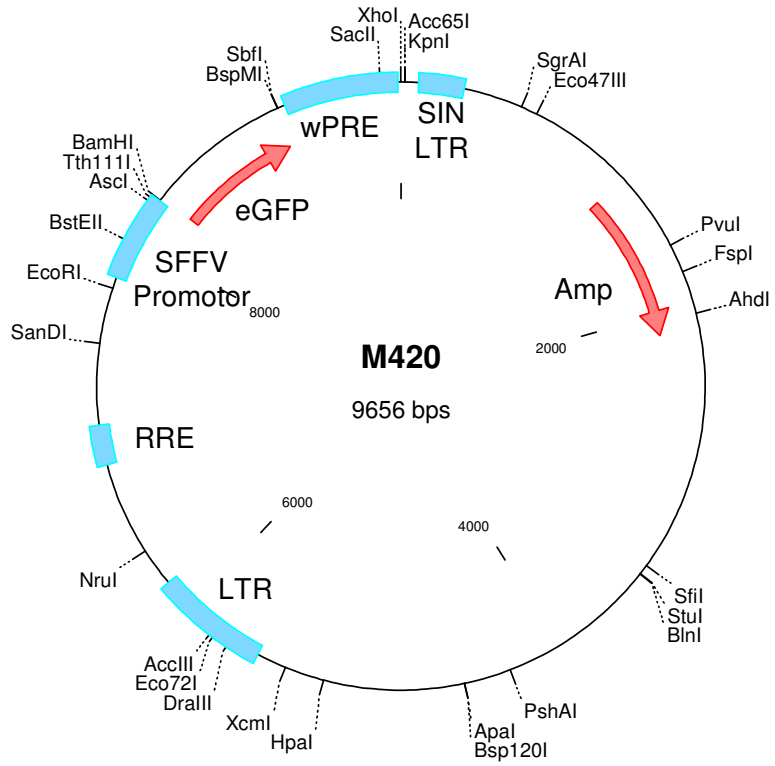 XhoI
Acc65I
SacII
KpnI
SbfI
BspMI
SgrAI
Eco47III
wPRE
SIN
LTR
BamHI
Tth111I
AscI
BstEII
EcoRI
SanDI
eGFP
SFFV
Promotor
8000
Amp
PvuI
FspI
AhdI
2000
M420
9656 bps
RRE
6000
4000
NruI
LTR
SfiI
StuI
BlnI
AccIII
Eco72I
DraIII
XcmI
HpaI
PshAI
ApaI
Bsp120I